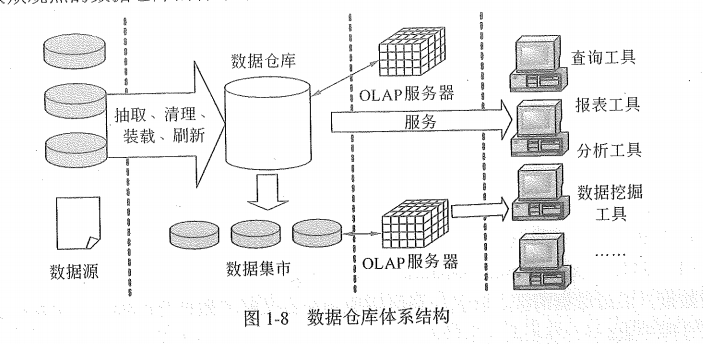 数据仓库
OLAP服务器
查询工具
报表工具
抽取、清理、
装载、刷新
服务
分析工具
数据挖掘
工具
数据源
数据集市
OLAP服务器
……
图 1-8 数据仓库体系结构